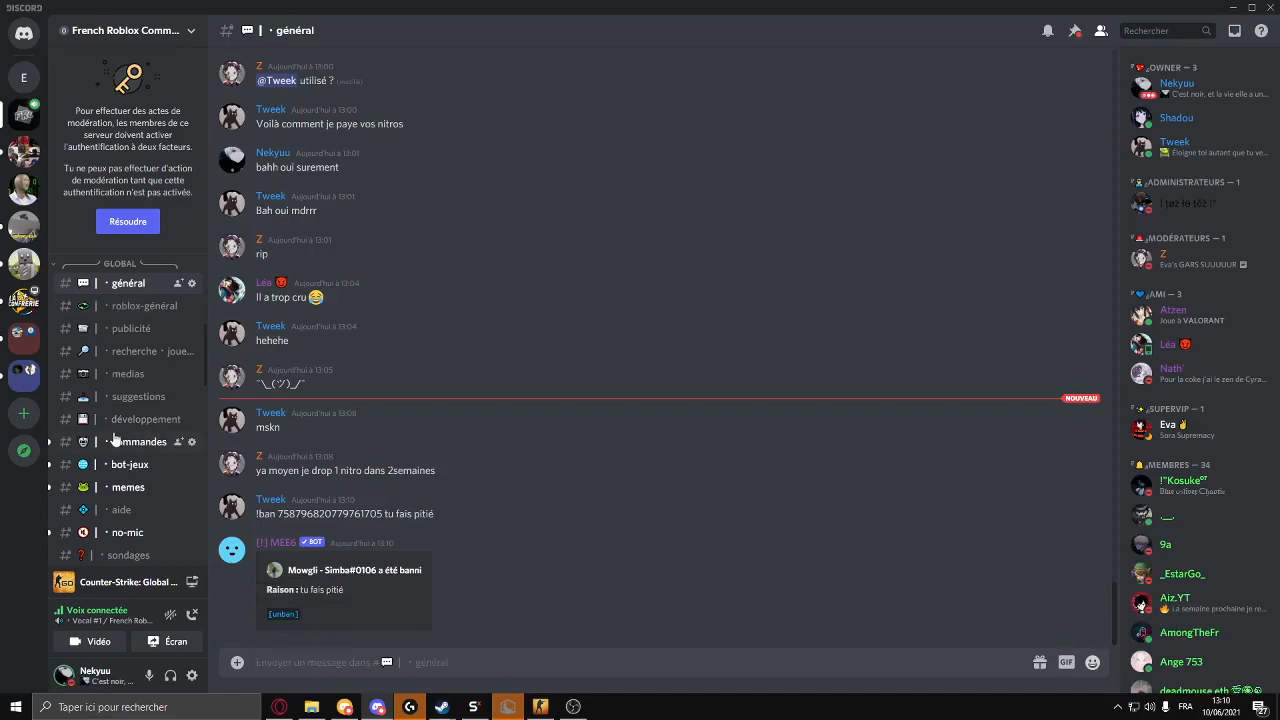 DISCORD
French Roblox Comm...
# 💬 | ・général
Rechercher
E
Pour effectuer des actes de
modération, les membres de ce
serveur doivent activer
l'authentification à deux facteurs.
Tu ne peux pas effectuer d'action
de modération tant que cette
authentification n'est pas activée.
Résoudre
GLOBAL
# 💬 | ・général
# | ・roblox-général
# | ・publicité
# 🔎 | ・recherche・joue...
# | ・medias
# | ・suggestions
# 💾 | ・développement
# | ・commandes
# 🌐 | ・bot-jeux
# 🐸 | ・memes
# | ・aide
# | ・no-mic
# ❓ | ・sondages
Counter-Strike: Global ...
Voix connectée
Vocal #1 / French Rob...
Vidéo
Écran
Nekyuu
C'est noir, ...
Z Aujourd'hui à 13:00
@Tweek utilisé ? (modifié)
Tweek Aujourd'hui à 13:00
Voilà comment je paye vos nitros
Nekyuu Aujourd'hui à 13:01
bahh oui surement
Tweek Aujourd'hui à 13:01
Bah oui mdrrr
Z Aujourd'hui à 13:01
rip
Léa 😈 Aujourd'hui à 13:04
Il a trop cru 😂
Tweek Aujourd'hui à 13:04
hehehe
Z Aujourd'hui à 13:05
¯\_(ツ)_/¯
NOUVEAU
Tweek Aujourd'hui à 13:08
mskn
Z Aujourd'hui à 13:08
ya moyen je drop 1 nitro dans 2semaines
Tweek Aujourd'hui à 13:10
!ban 758796820779761705 tu fais pitié
[!] MEE6 ✓ BOT Aujourd'hui à 13:10
Mowgli - Simba#0106 a été banni
Raison : tu fais pitié
[unban]
Envoyer un message dans # 💬 | ・général
GIF
OWNER — 3
Nekyuu
C'est noir, et la vie elle a un...
Shadou
Tweek
Éloigne toi autant que tu ve...
ADMINISTRATEURS — 1
MODÉRATEURS — 1
Z
Eva's GARS SUUUUUR
AMI — 3
Atzen
Joue à VALORANT
Léa 😈
Nath'
Pour la coke j'ai le zen de Cyra...
SUPERVIP — 1
Eva
Sora Supremacy
MEMBRES — 34
!"Kosuke
9a
_EstarGo_
Aiz.YT
La semaine prochaine je re...
AmongTheFr
Ange 753
deadmouse.eth
Taper ici pour rechercher
13:10
10/06/2021